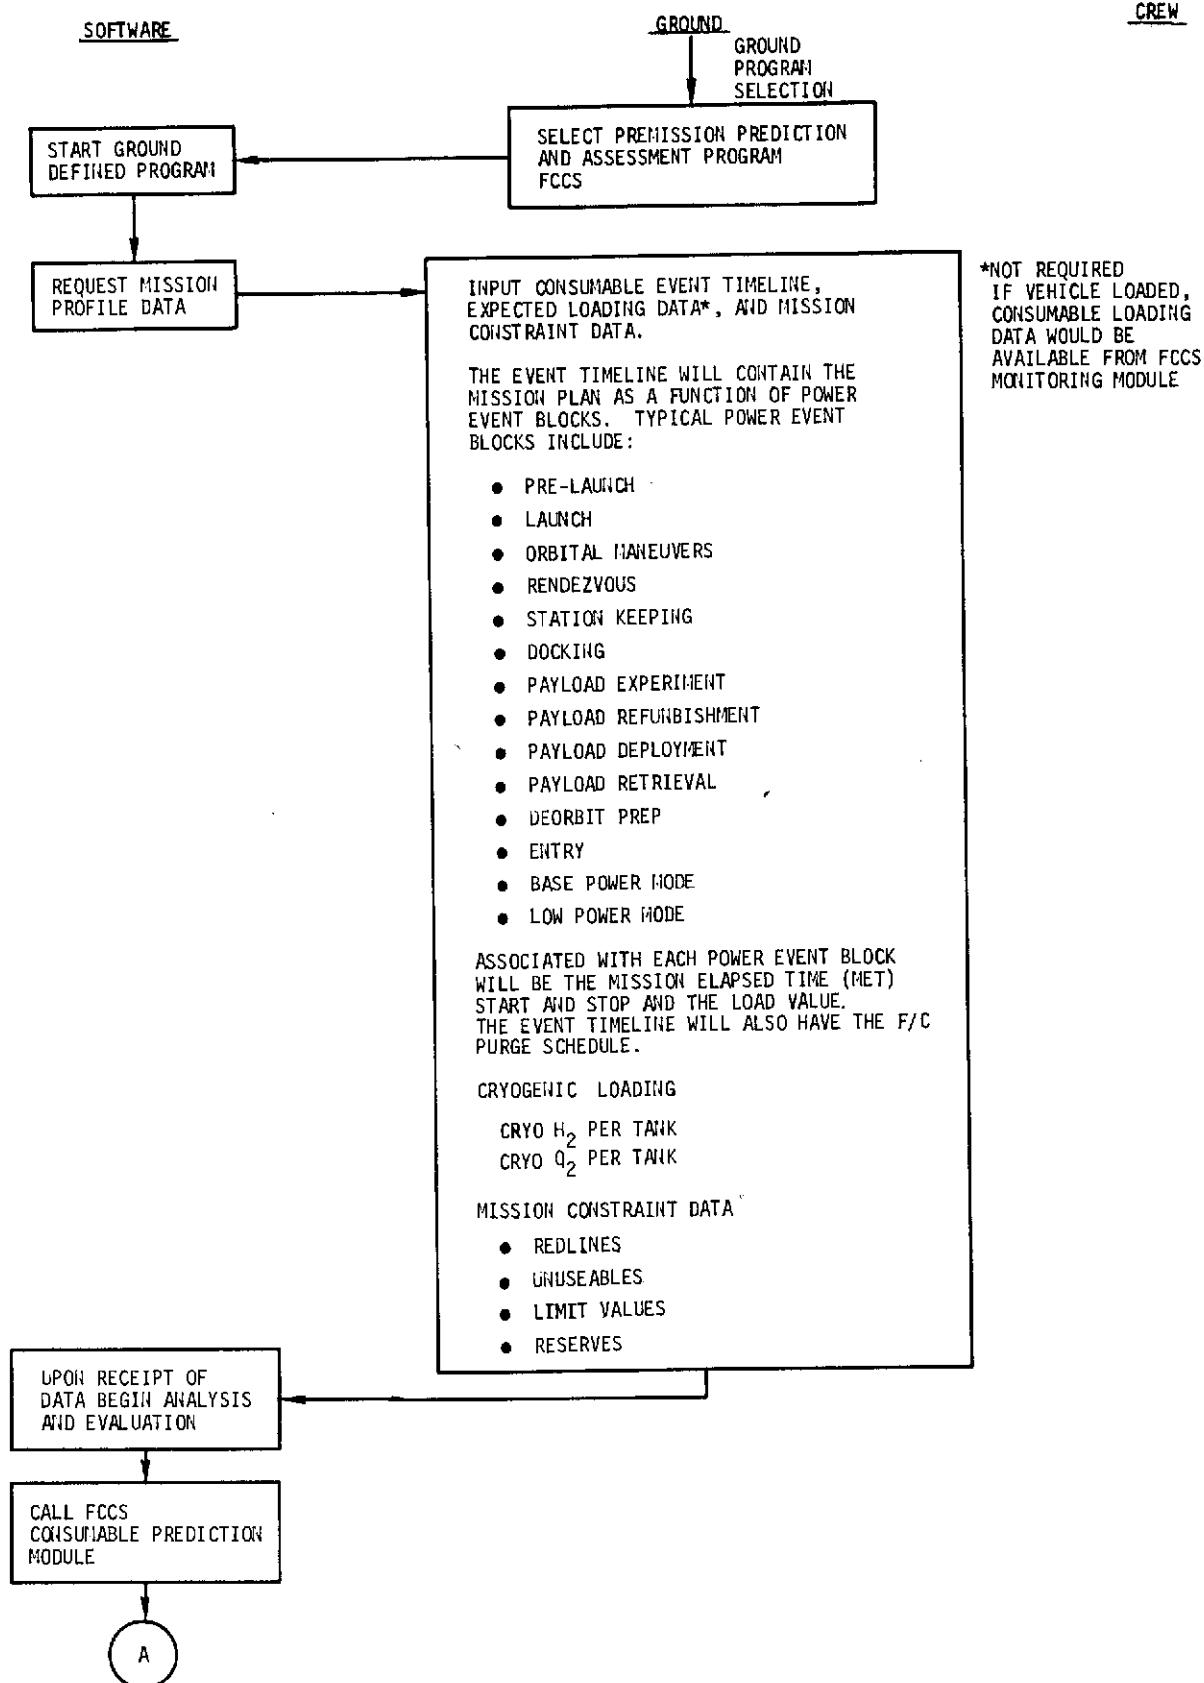 SOFTWARE
GROUND
CREW
GROUND
PROGRAM
SELECTION
SELECT PREMISSION PREDICTION
AND ASSESSMENT PROGRAM
FCCS
START GROUND
DEFINED PROGRAM
REQUEST MISSION
PROFILE DATA
INPUT CONSUMABLE EVENT TIMELINE,
EXPECTED LOADING DATA*, AND MISSION
CONSTRAINT DATA.
THE EVENT TIMELINE WILL CONTAIN THE
MISSION PLAN AS A FUNCTION OF POWER
EVENT BLOCKS. TYPICAL POWER EVENT
BLOCKS INCLUDE:
● PRE-LAUNCH
● LAUNCH
● ORBITAL MANEUVERS
● RENDEZVOUS
● STATION KEEPING
● DOCKING
● PAYLOAD EXPERIMENT
● PAYLOAD REFUNBISHMENT
● PAYLOAD DEPLOYMENT
● PAYLOAD RETRIEVAL
● DEORBIT PREP
● ENTRY
● BASE POWER MODE
● LOW POWER MODE
ASSOCIATED WITH EACH POWER EVENT BLOCK
WILL BE THE MISSION ELAPSED TIME (MET)
START AND STOP AND THE LOAD VALUE.
THE EVENT TIMELINE WILL ALSO HAVE THE F/C
PURGE SCHEDULE.
CRYOGENIC LOADING
CRYO H2 PER TANK
CRYO Q2 PER TANK
MISSION CONSTRAINT DATA
● REDLINES
● UNUSEABLES
● LIMIT VALUES
● RESERVES
*NOT REQUIRED
IF VEHICLE LOADED,
CONSUMABLE LOADING
DATA WOULD BE
AVAILABLE FROM FCCS
MONITORING MODULE
UPON RECEIPT OF
DATA BEGIN ANALYSIS
AND EVALUATION
CALL FCCS
CONSUMABLE PREDICTION
MODULE
A